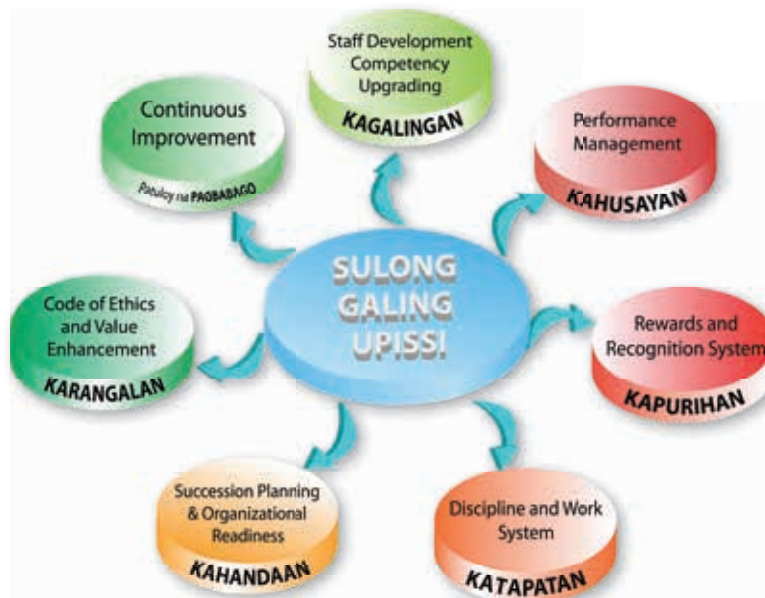 Staff Development
Competency
Upgrading
KAGALINGAN
Performance
Management
KAHUSAYAN
Rewards and
Recognition System
KAPURIHAN
Discipline and Work
System
KATAPATAN
Succession Planning
& Organizational
Readiness
KAHANDAAN
Code of Ethics
and Value
Enhancement
KARANGALAN
Continuous
Improvement
Patuloy na PAGBABAGO
SULONG
GALING
UPISSI